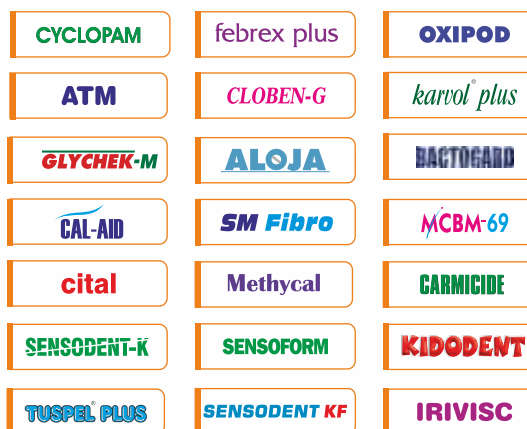 CYCLOPAM
febrex plus
OXIPOD
ATM
CLOBEN-G
karvol® plus
GLYCHEK-M
ALOJA
BACTOGARD
CAL-AID
SM Fibro
MCBM-69
cital
Methycal
CARMICIDE
SENSODENT-K
SENSOFORM
KIDODENT
TUSPEL® PLUS
SENSODENT KF
IRIVISC